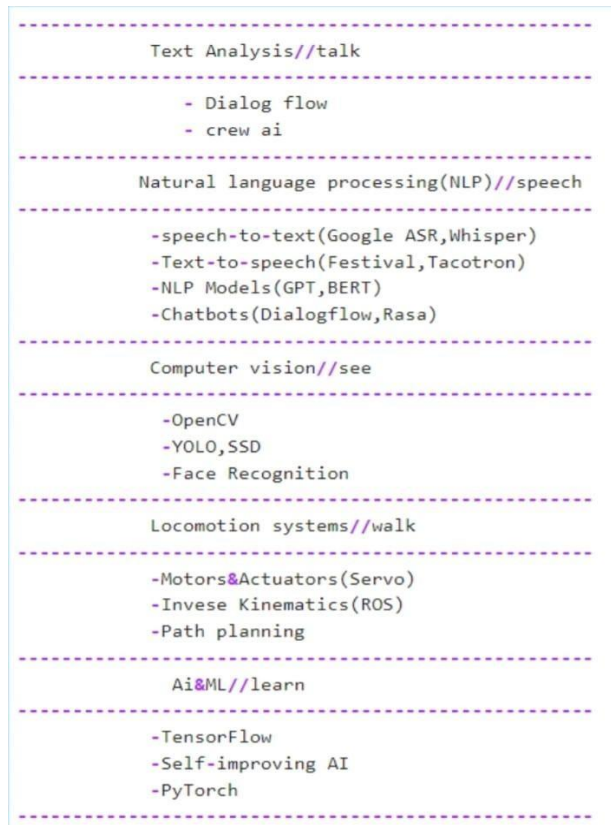 ------------------------------------------------------
Text Analysis//talk
------------------------------------------------------
- Dialog flow
- crew ai
------------------------------------------------------
Natural language processing(NLP)//speech
------------------------------------------------------
-speech-to-text(Google ASR,Whisper)
-Text-to-speech(Festival,Tacotron)
-NLP Models(GPT,BERT)
-Chatbots(Dialogflow,Rasa)
------------------------------------------------------
Computer vision//see
------------------------------------------------------
-OpenCV
-YOLO,SSD
-Face Recognition
------------------------------------------------------
Locomotion systems//walk
------------------------------------------------------
-Motors&Actuators(Servo)
-Invese Kinematics(ROS)
-Path planning
------------------------------------------------------
Ai&ML//learn
------------------------------------------------------
-TensorFlow
-Self-improving AI
-PyTorch
------------------------------------------------------